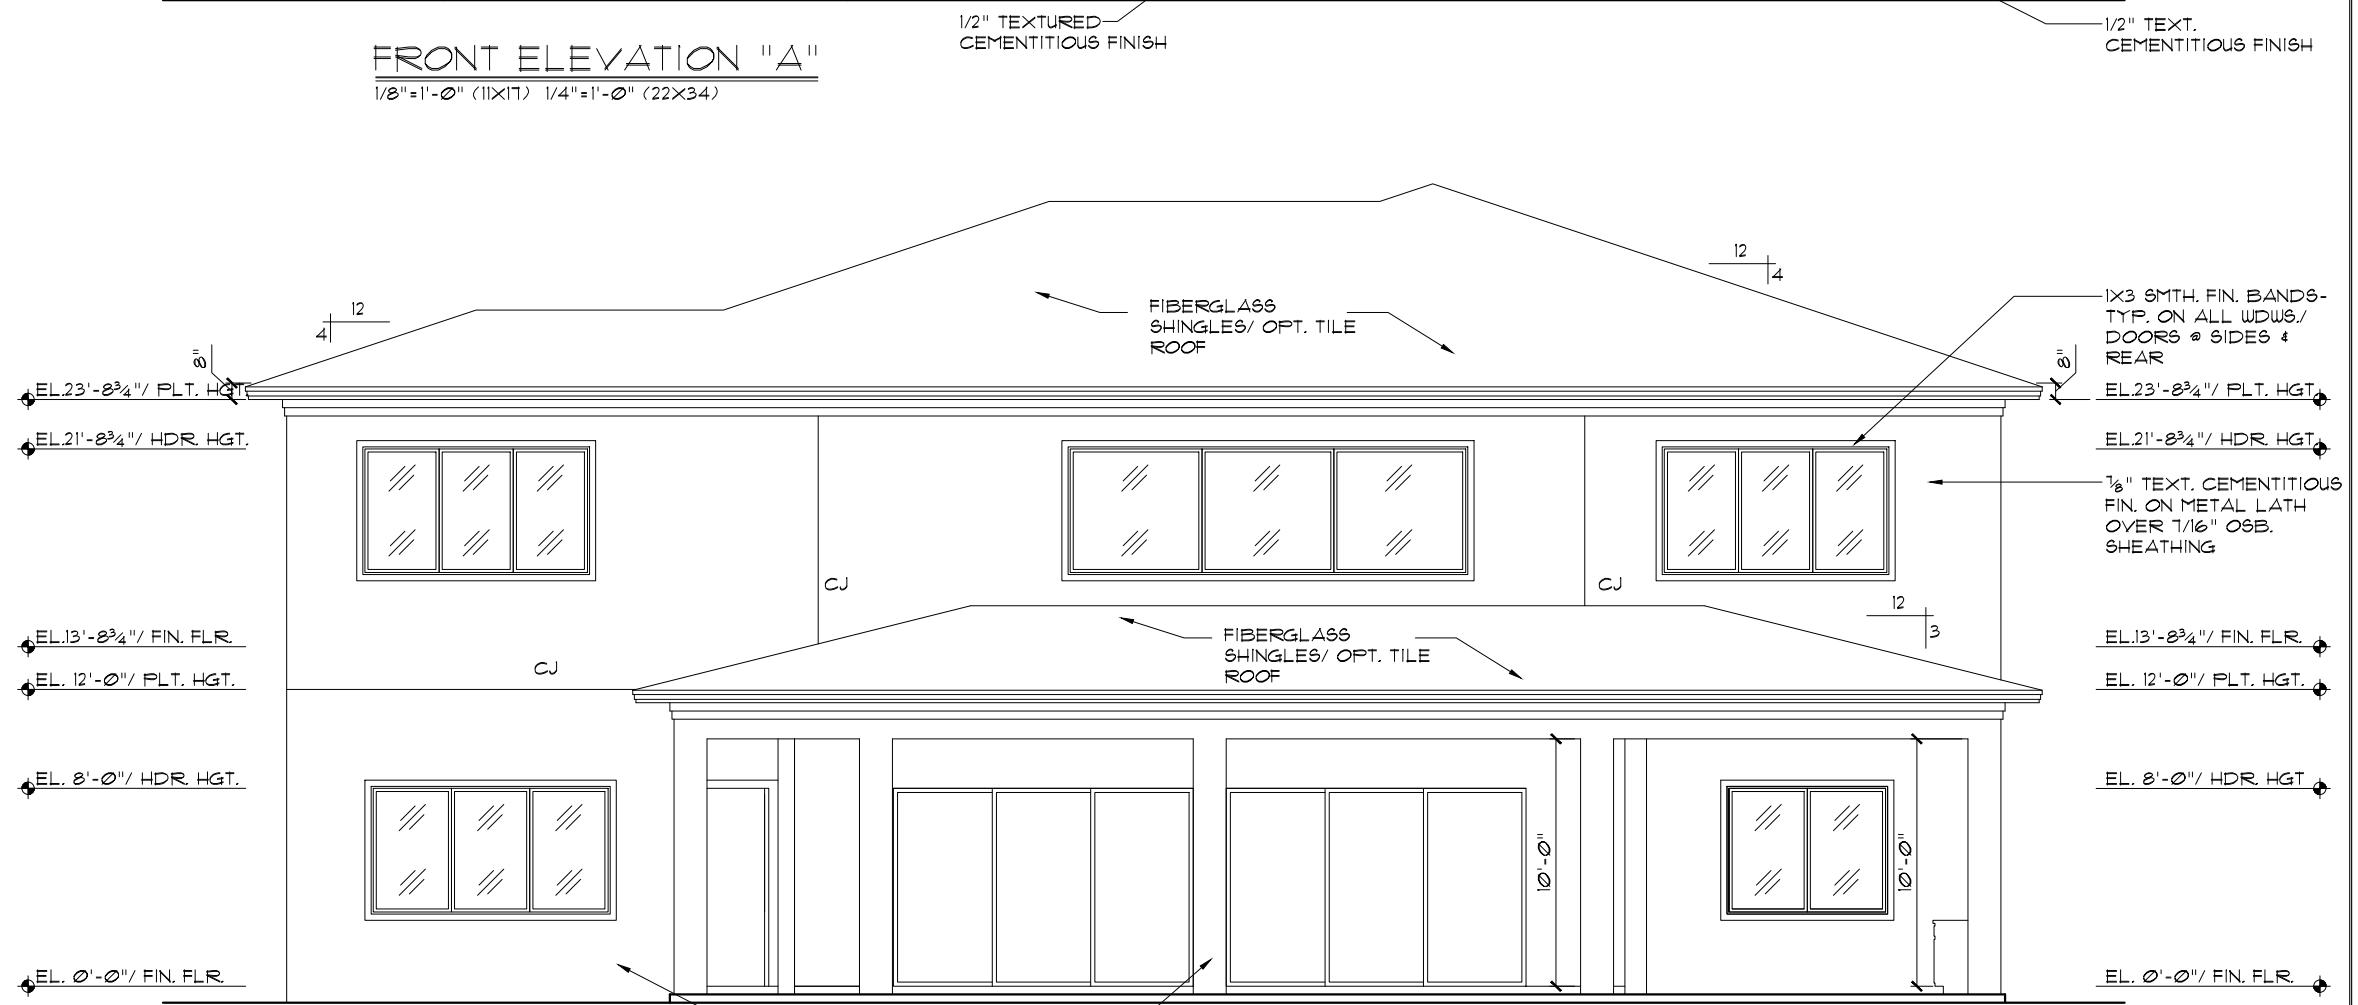 1/2" TEXTURED
CEMENTITIOUS FINISH
1/2" TEXT.
CEMENTITIOUS FINISH
FRONT ELEVATION "A"
1/8"=1'-0" (11X17) 1/4"=1'-0" (22X34)
12
4
12
4
8"
8"
FIBERGLASS
SHINGLES/ OPT. TILE
ROOF
1X3 SMTH. FIN. BANDS-
TYP. ON ALL WDWS./
DOORS @ SIDES &
REAR
EL.23'-8¾"/ PLT. HGT.
EL.23'-8¾"/ PLT. HGT.
EL.21'-8¾"/ HDR. HGT.
EL.21'-8¾"/ HDR. HGT.
⅞" TEXT. CEMENTITIOUS
FIN. ON METAL LATH
OVER 7/16" OSB.
SHEATHING
CJ
CJ
12
3
FIBERGLASS
SHINGLES/ OPT. TILE
ROOF
EL.13'-8¾"/ FIN. FLR.
EL.13'-8¾"/ FIN. FLR.
CJ
EL. 12'-0"/ PLT. HGT.
EL. 12'-0"/ PLT. HGT.
EL. 8'-0"/ HDR. HGT.
EL. 8'-0"/ HDR. HGT
10'-0"
10'-0"
EL. 0'-0"/ FIN. FLR.
EL. 0'-0"/ FIN. FLR.